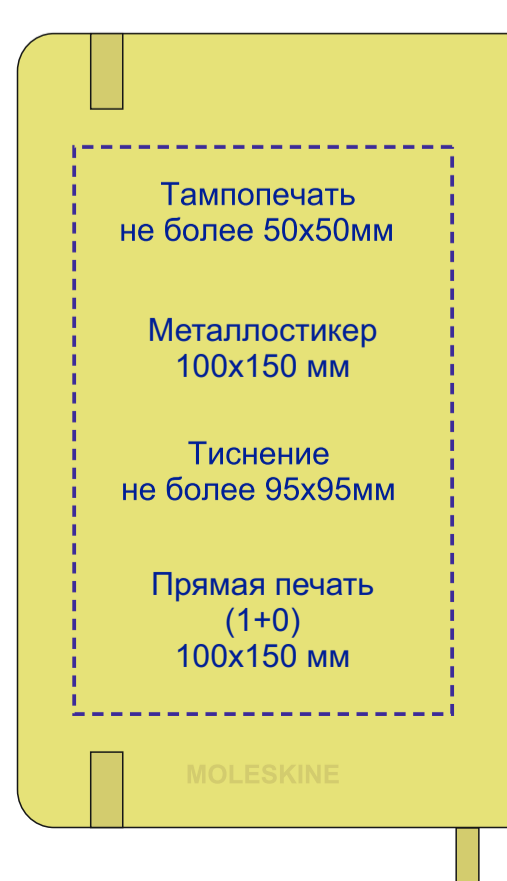 Тампопечать
не более 50х50мм
Металлостикер
100х150 мм
Тиснение
не более 95х95мм
Прямая печать
(1+0)
100х150 мм
MOLESKINE